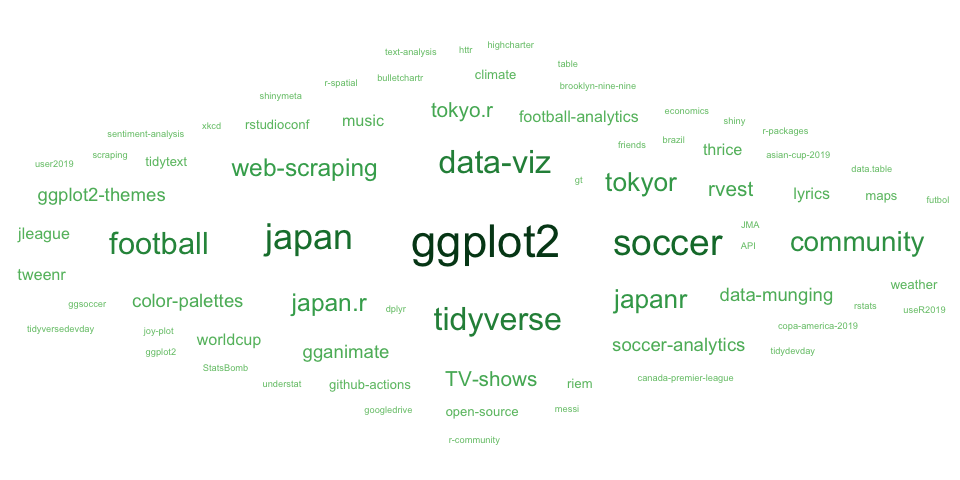 highcharter
text-analysis
httr
table
climate
bulletchartr
r-spatial
brooklyn-nine-nine
shinymeta
tokyo.r
economics
football-analytics
music
shiny
rstudioconf
xkcd
r-packages
sentiment-analysis
brazil
friends
thrice
scraping
asian-cup-2019
user2019
tidytext
data-viz
web-scraping
data.table
gt
tokyor
rvest
lyrics
maps
ggplot2-themes
futbol
JMA
jleague
football
japan
ggplot2
soccer
API
community
tweenr
weather
data-munging
color-palettes
japan.r
japanr
ggsoccer
dplyr
rstats
useR2019
tidyverse
copa-america-2019
tidyversedevday
joy-plot
worldcup
soccer-analytics
ggplot2
gganimate
tidydevday
StatsBomb
TV-shows
canada-premier-league
understat
github-actions
riem
googledrive
open-source
messi
r-community